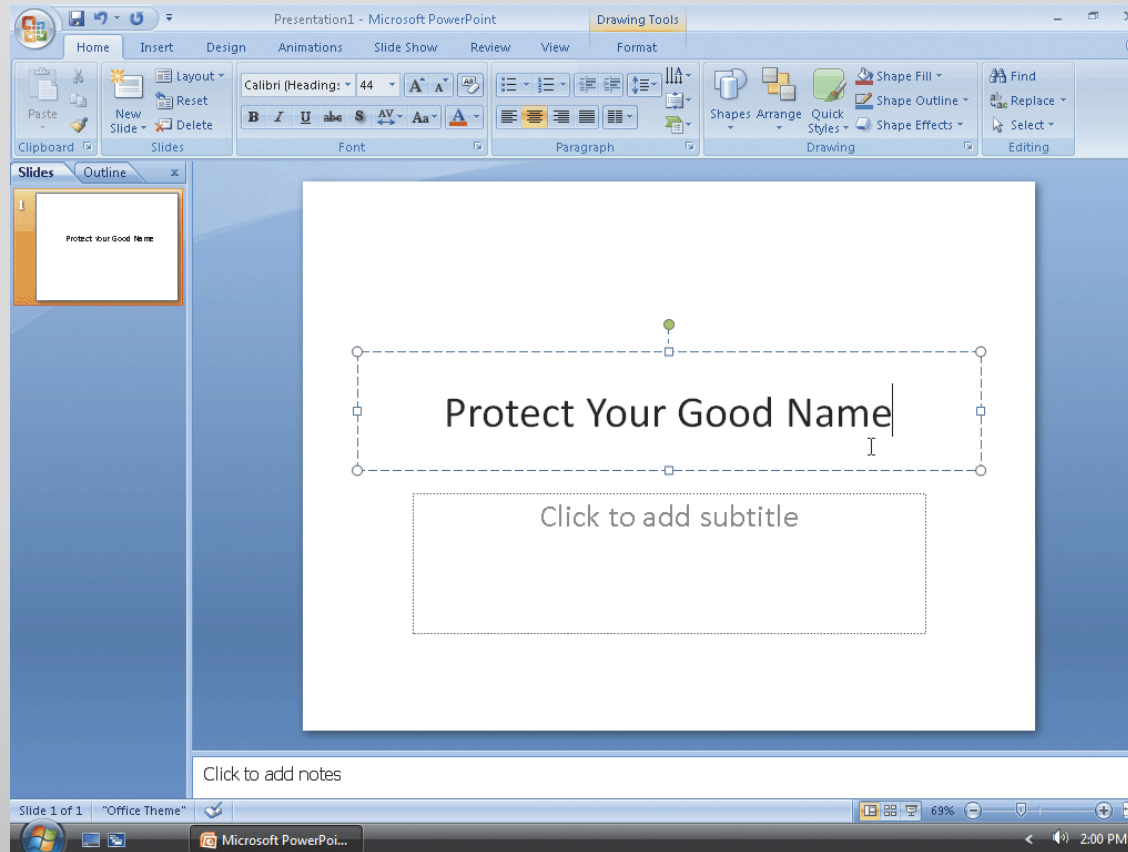 Presentation1 - Microsoft PowerPoint
Drawing Tools
Home Insert Design Animations Slide Show Review View Format
Paste
Clipboard
New
Slide
Layout
Reset
Delete
Slides
Calibri (Headings 44
B I U abe S AV Aa A
Font
Paragraph
Shapes Arrange Quick
Styles
Shape Fill
Shape Outline
Shape Effects
Drawing
Find
Replace
Select
Editing
Slides Outline x
1
Protect Your Good Name
Protect Your Good Name
Click to add subtitle
Click to add notes
Slide 1 of 1 "Office Theme" 69%
Microsoft PowerPoi... 2:00 PM